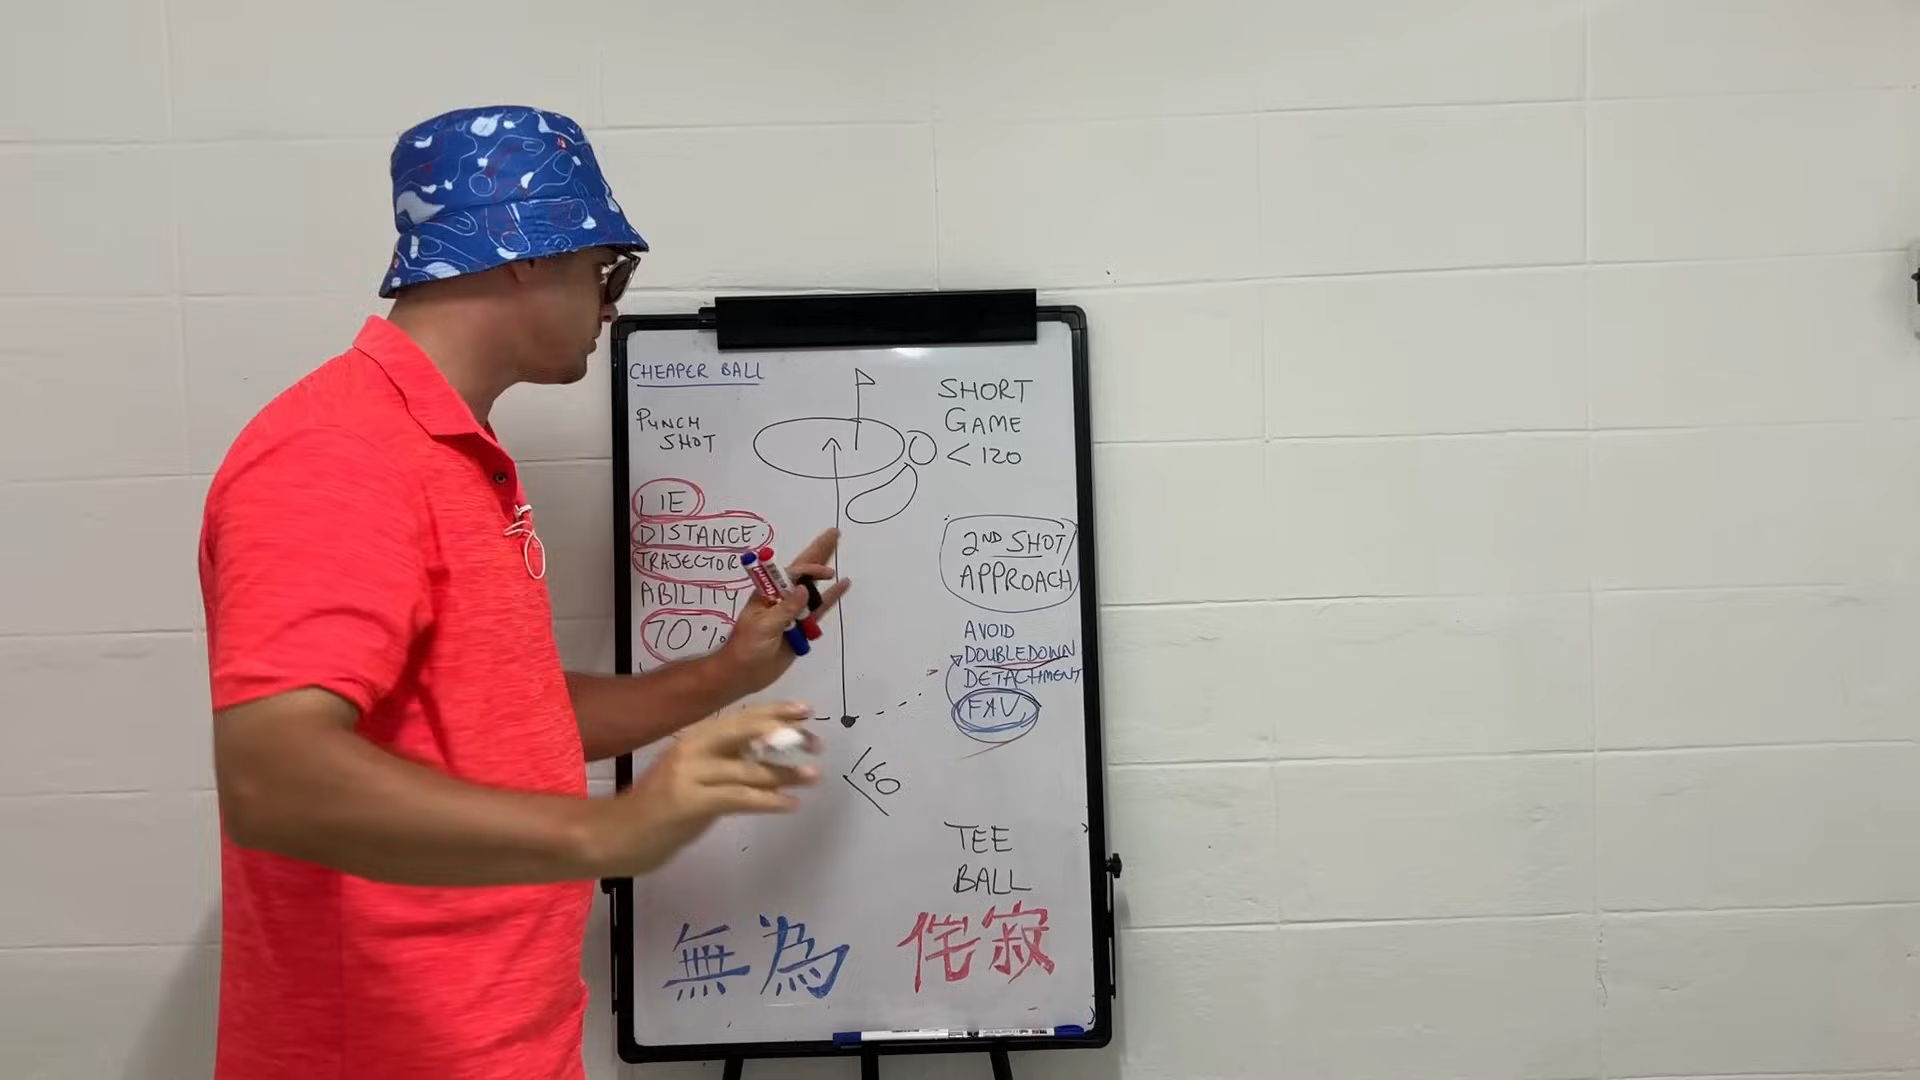 CHEAPER BALL
PUNCH
SHOT
LIE
DISTANCE
TRAJECTOR
ABILITY
70%
SHORT
GAME
<120
2ND SHOT
APPROACH
AVOID
DOUBLEDOWN
DETACHMENT
FAV
160
TEE
BALL
無為
侘寂